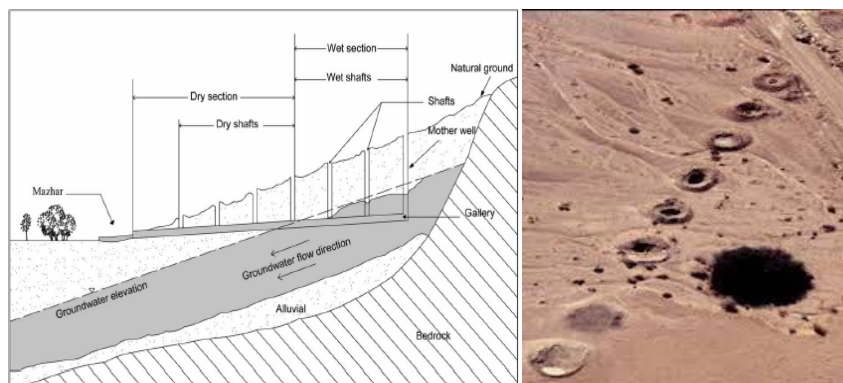 Wet section
Natural ground
Dry section
Wet shafts
Shafts
Dry shafts
Mother well
Mazhar
Gallery
Groundwater flow direction
Groundwater elevation
Alluvial
Bedrock